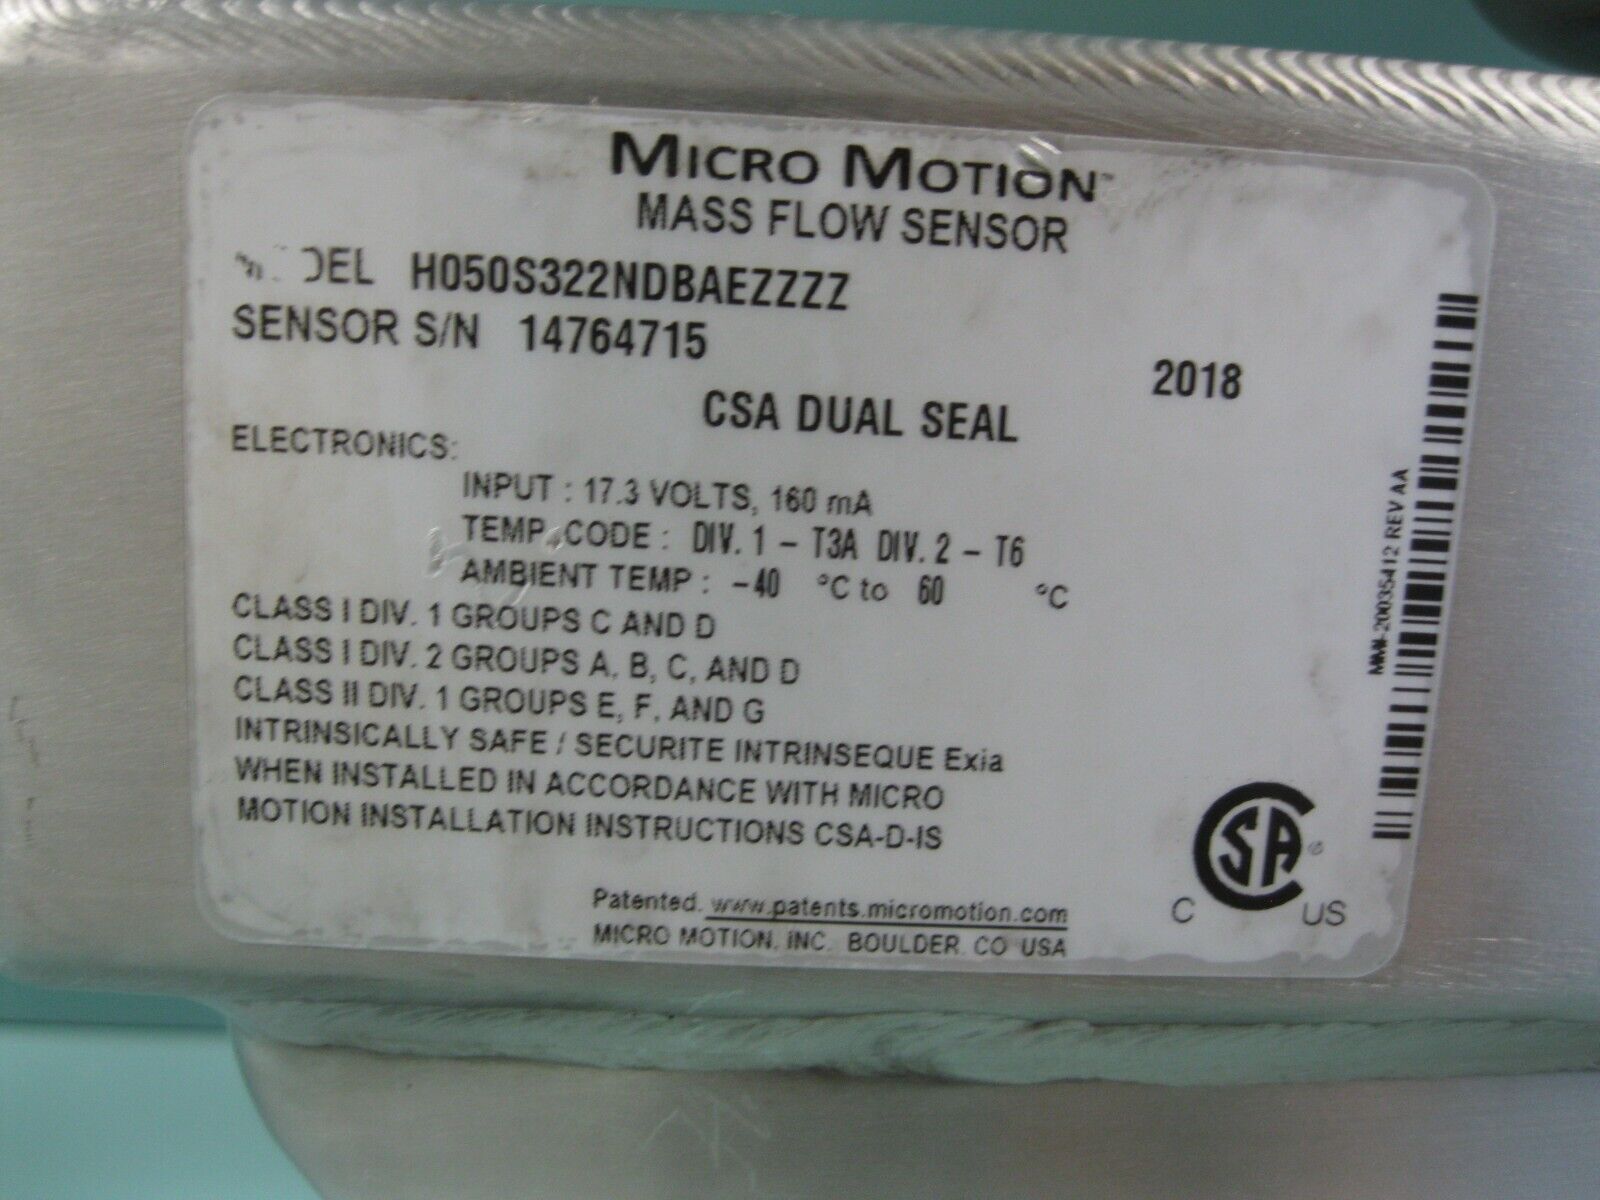 MICRO MOTION™
MASS FLOW SENSOR
MODEL H050S322NDBAEZZZZ
SENSOR S/N 14764715
2018
CSA DUAL SEAL
ELECTRONICS:
INPUT : 17.3 VOLTS, 160 mA
TEMP. CODE : DIV. 1 - T3A DIV. 2 - T6
AMBIENT TEMP : -40 °C to 60 °C
CLASS I DIV. 1 GROUPS C AND D
CLASS I DIV. 2 GROUPS A, B, C, AND D
CLASS II DIV. 1 GROUPS E, F, AND G
INTRINSICALLY SAFE / SECURITE INTRINSEQUE Exia
WHEN INSTALLED IN ACCORDANCE WITH MICRO
MOTION INSTALLATION INSTRUCTIONS CSA-D-IS
Patented. www.patents.micromotion.com
MICRO MOTION, INC. BOULDER, CO USA
MMI-20035412 REV AA
CSA®
C US